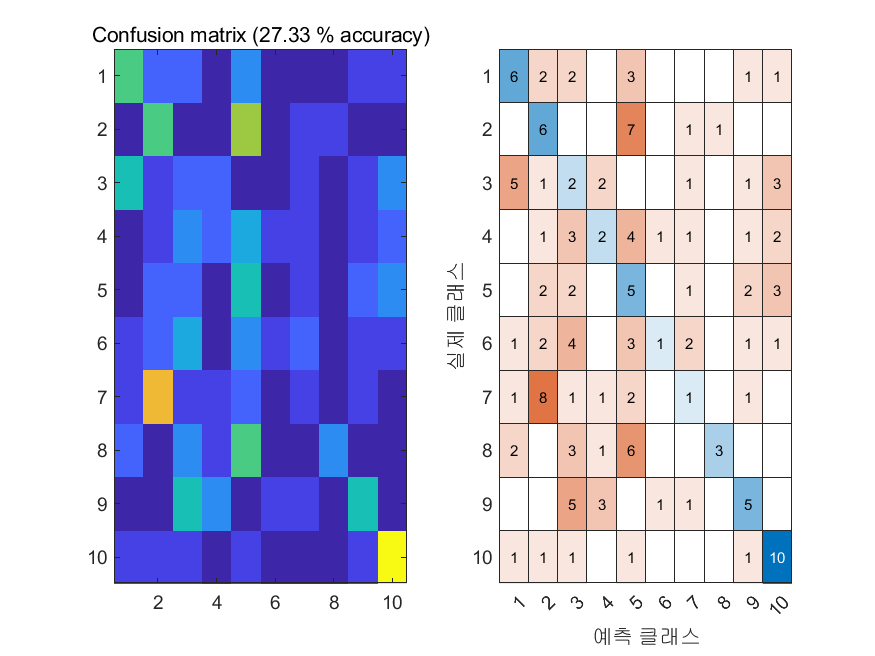 Confusion matrix (27.33 % accuracy)
1
2
3
4
5
6
7
8
9
10
2 4 6 8 10
실제 클래스
1 6 2 2 3 1 1
2 6 7 1 1
3 5 1 2 2 1 1 3
4 1 3 2 4 1 1 1 2
5 2 2 5 1 2 3
6 1 2 4 3 1 2 1 1
7 1 8 1 1 2 1 1
8 2 3 1 6 3
9 5 3 1 1 5
10 1 1 1 1 1 10
1 2 3 4 5 6 7 8 9 10
예측 클래스